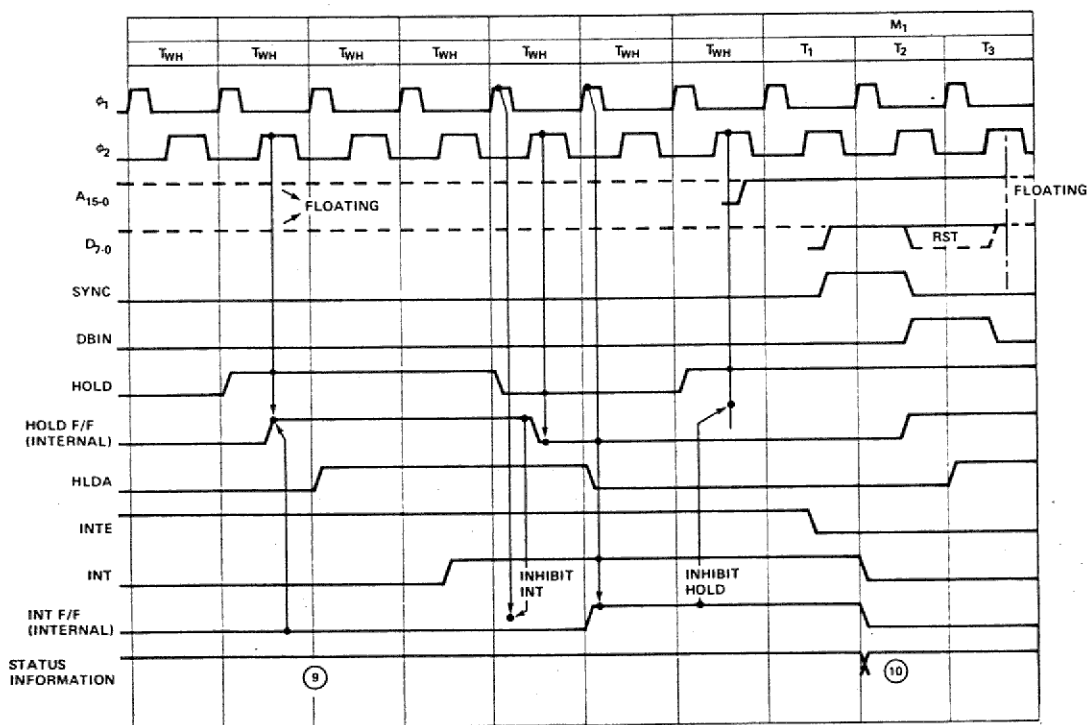 M1
TWH TWH TWH TWH TWH TWH TWH T1 T2 T3
ϕ1
ϕ2
A15-0
FLOATING
FLOATING
D7-0
RST
SYNC
DBIN
HOLD
HOLD F/F
(INTERNAL)
HLDA
INTE
INT
INHIBIT
INT
INHIBIT
HOLD
INT F/F
(INTERNAL)
STATUS
INFORMATION
9
10